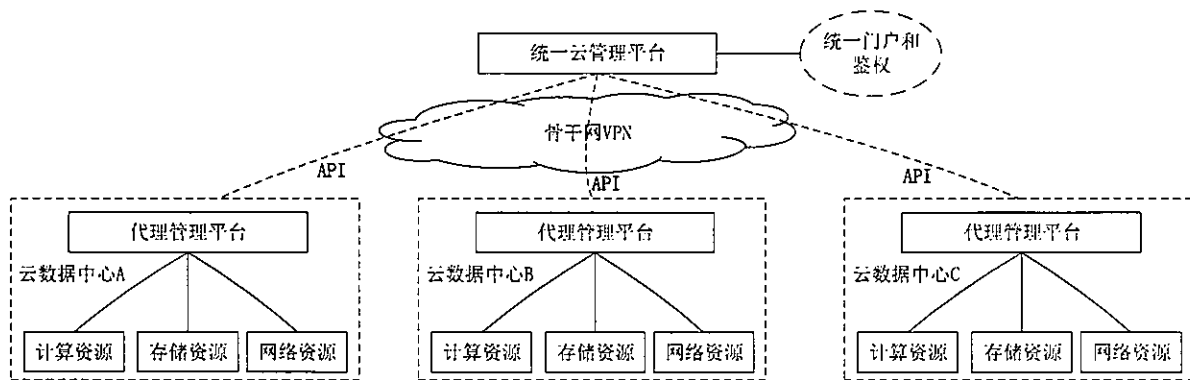 统一云管理平台
统一门户和
鉴权
骨干网VPN
API
API
API
代理管理平台
代理管理平台
代理管理平台
云数据中心A
云数据中心B
云数据中心C
计算资源
存储资源
网络资源
计算资源
存储资源
网络资源
计算资源
存储资源
网络资源